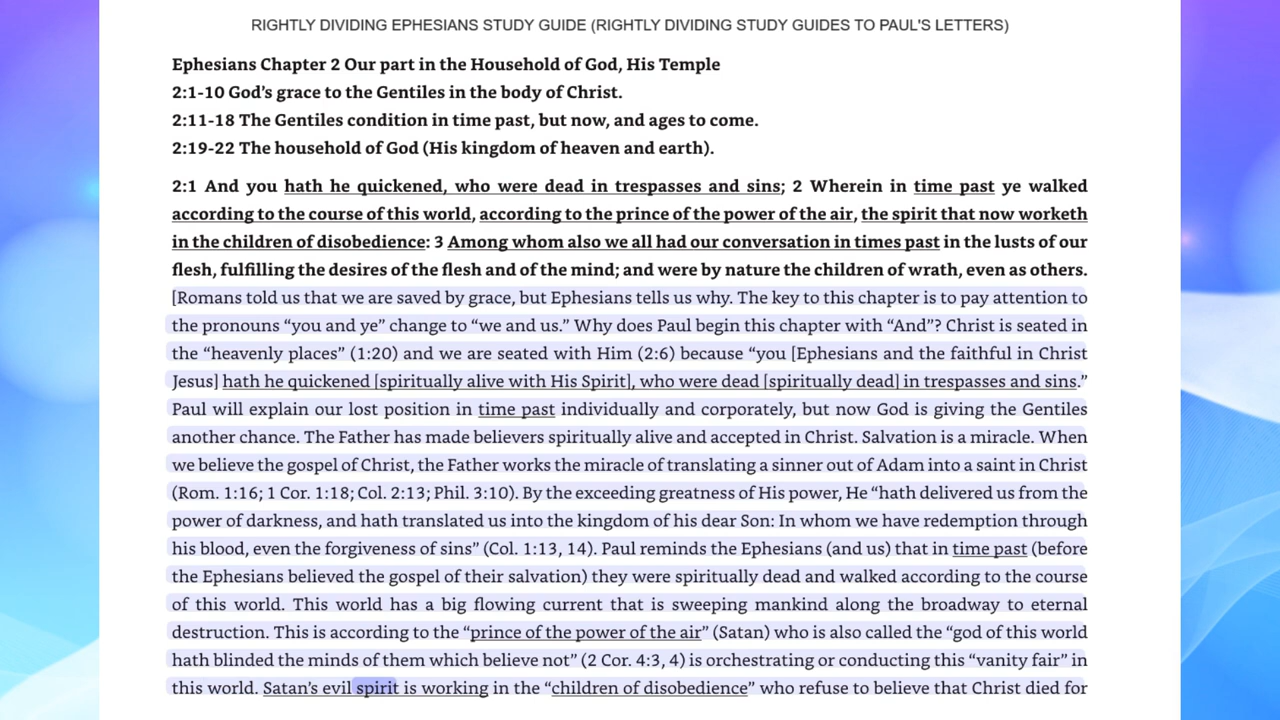 RIGHTLY DIVIDING EPHESIANS STUDY GUIDE (RIGHTLY DIVIDING STUDY GUIDES TO PAUL'S LETTERS)
Ephesians Chapter 2 Our part in the Household of God, His Temple
2:1-10 God’s grace to the Gentiles in the body of Christ.
2:11-18 The Gentiles condition in time past, but now, and ages to come.
2:19-22 The household of God (His kingdom of heaven and earth).
2:1 And you hath he quickened, who were dead in trespasses and sins; 2 Wherein in time past ye walked
according to the course of this world, according to the prince of the power of the air, the spirit that now worketh
in the children of disobedience: 3 Among whom also we all had our conversation in times past in the lusts of our
flesh, fulfilling the desires of the flesh and of the mind; and were by nature the children of wrath, even as others.
[Romans told us that we are saved by grace, but Ephesians tells us why. The key to this chapter is to pay attention to
the pronouns “you and ye” change to “we and us.” Why does Paul begin this chapter with “And”? Christ is seated in
the “heavenly places” (1:20) and we are seated with Him (2:6) because “you [Ephesians and the faithful in Christ
Jesus] hath he quickened [spiritually alive with His Spirit], who were dead [spiritually dead] in trespasses and sins.”
Paul will explain our lost position in time past individually and corporately, but now God is giving the Gentiles
another chance. The Father has made believers spiritually alive and accepted in Christ. Salvation is a miracle. When
we believe the gospel of Christ, the Father works the miracle of translating a sinner out of Adam into a saint in Christ
(Rom. 1:16; 1 Cor. 1:18; Col. 2:13; Phil. 3:10). By the exceeding greatness of His power, He “hath delivered us from the
power of darkness, and hath translated us into the kingdom of his dear Son: In whom we have redemption through
his blood, even the forgiveness of sins” (Col. 1:13, 14). Paul reminds the Ephesians (and us) that in time past (before
the Ephesians believed the gospel of their salvation) they were spiritually dead and walked according to the course
of this world. This world has a big flowing current that is sweeping mankind along the broadway to eternal
destruction. This is according to the “prince of the power of the air” (Satan) who is also called the “god of this world
hath blinded the minds of them which believe not” (2 Cor. 4:3, 4) is orchestrating or conducting this “vanity fair” in
this world. Satan’s evil spirit is working in the “children of disobedience” who refuse to believe that Christ died for